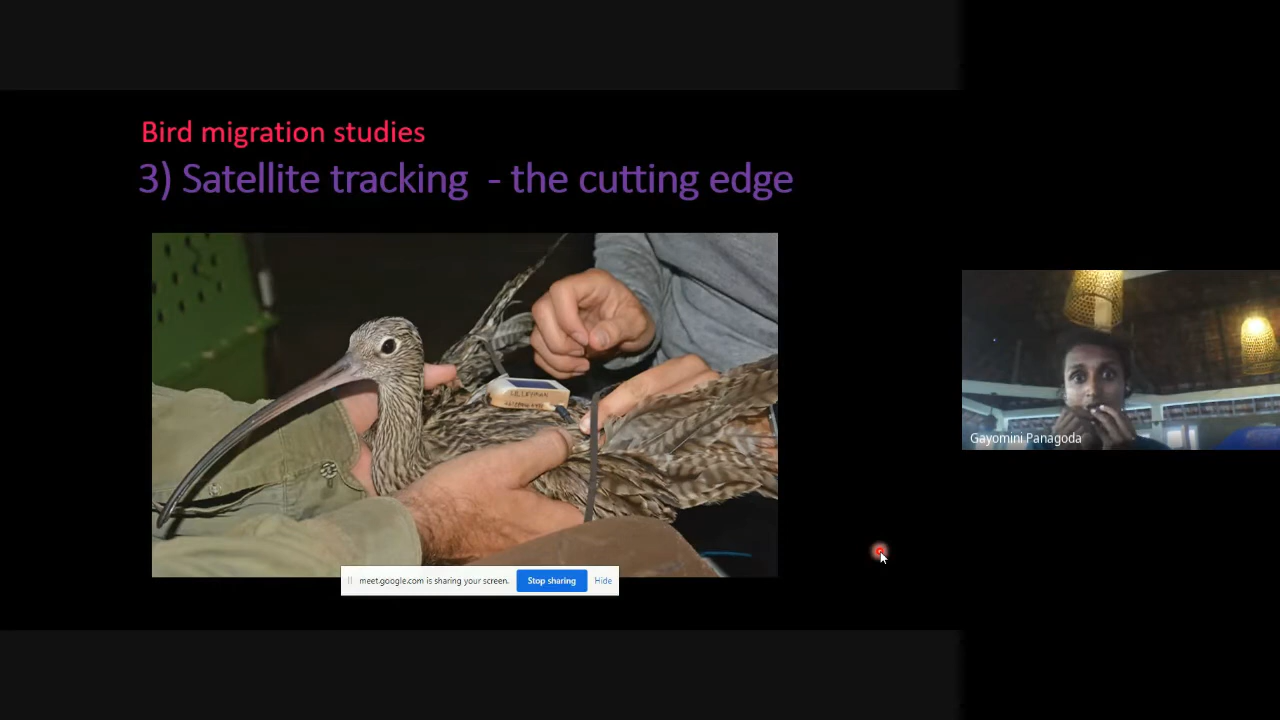 Bird migration studies
3) Satellite tracking - the cutting edge
Gayomini Panagoda
meet.google.com is sharing your screen.
Stop sharing
Hide